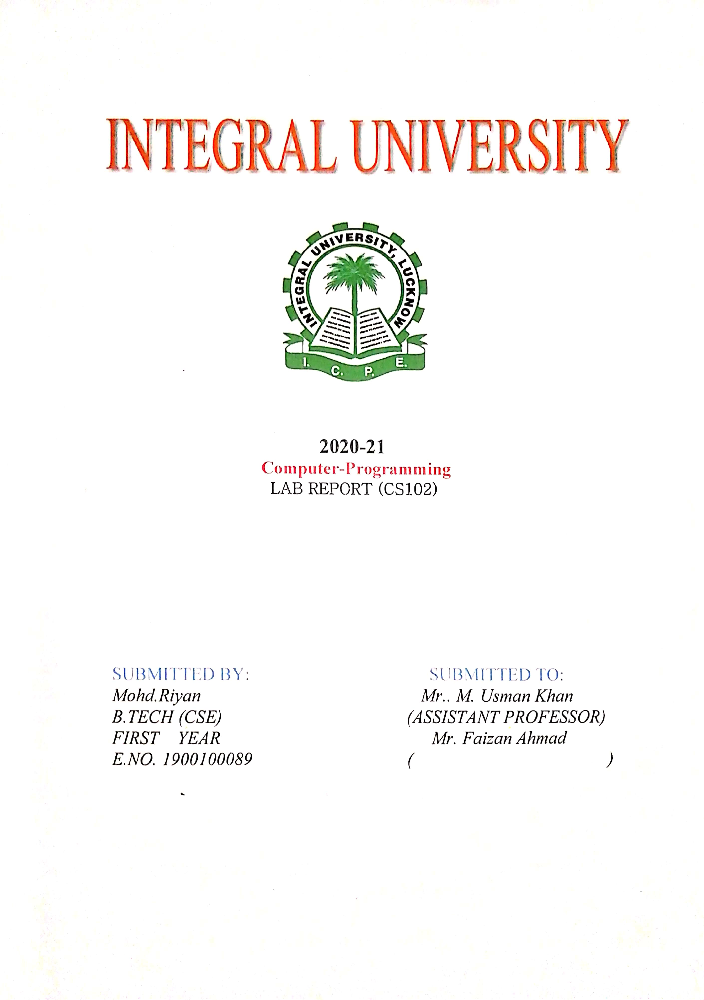 INTEGRAL UNIVERSITY
INTEGRAL UNIVERSITY, LUCKNOW
I. C. P. E.
2020-21
Computer-Programming
LAB REPORT (CS102)
SUBMITTED BY:
Mohd.Riyan
B.TECH (CSE)
FIRST YEAR
E.NO. 1900100089
SUBMITTED TO:
Mr.. M. Usman Khan
(ASSISTANT PROFESSOR)
Mr. Faizan Ahmad
( )